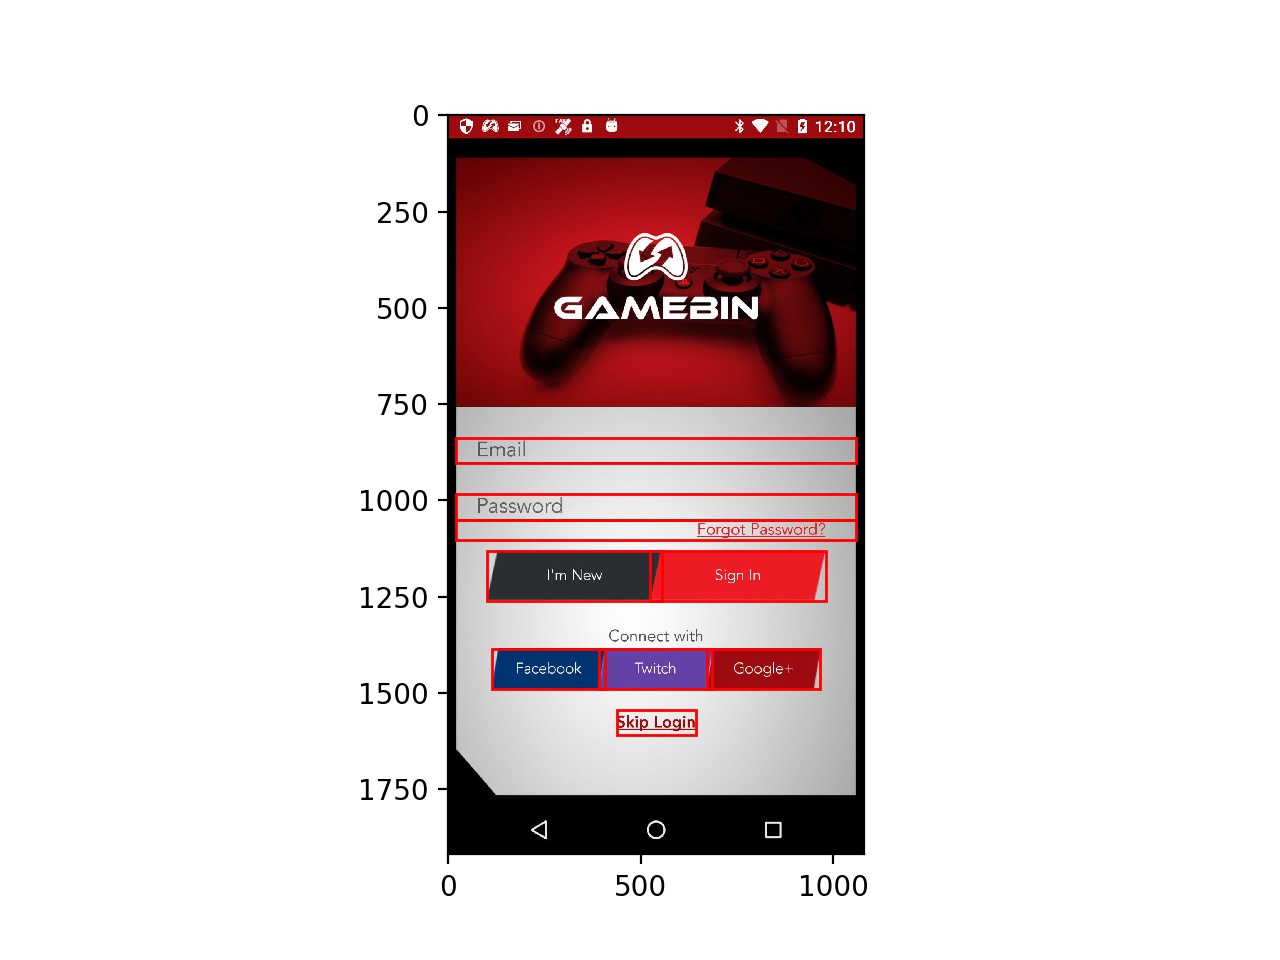 0
12:10
250
GAMEBIN
500
750
Email
1000
Password
Forgot Password?
I'm New Sign In
1250
Connect with
Facebook Twitch Google+
1500
Skip Login
1750
0 500 1000